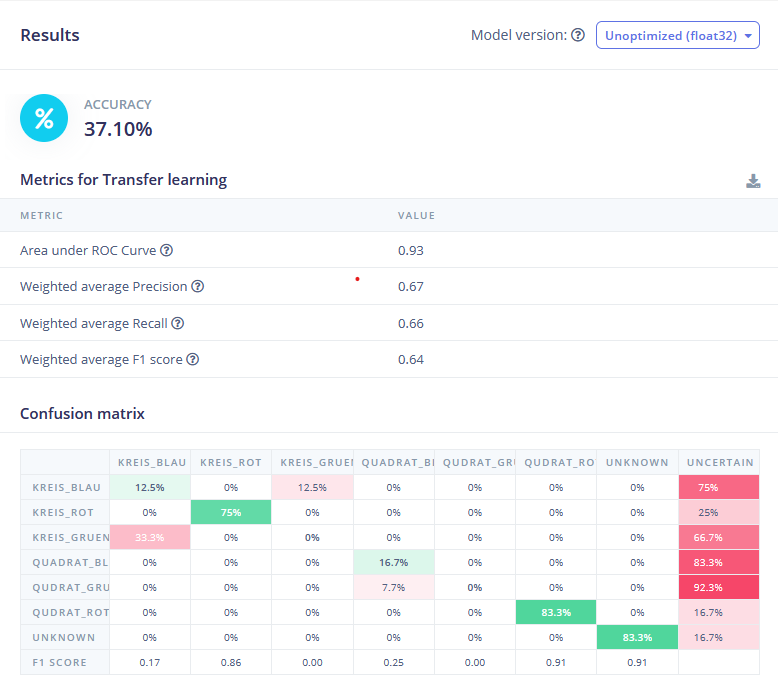 Results
Model version: Unoptimized (float32)
%
ACCURACY
37.10%
Metrics for Transfer learning
METRIC VALUE
Area under ROC Curve ? 0.93
Weighted average Precision ? 0.67
Weighted average Recall ? 0.66
Weighted average F1 score ? 0.64
Confusion matrix
KREIS_BLAU KREIS_ROT KREIS_GRUEN QUADRAT_BL QUDRAT_GRU QUDRAT_RO UNKNOWN UNCERTAIN
KREIS_BLAU 12.5% 0% 12.5% 0% 0% 0% 0% 75%
KREIS_ROT 0% 75% 0% 0% 0% 0% 0% 25%
KREIS_GRUEN 33.3% 0% 0% 0% 0% 0% 0% 66.7%
QUADRAT_BL 0% 0% 0% 16.7% 0% 0% 0% 83.3%
QUDRAT_GRU 0% 0% 0% 7.7% 0% 0% 0% 92.3%
QUDRAT_ROT 0% 0% 0% 0% 0% 83.3% 0% 16.7%
UNKNOWN 0% 0% 0% 0% 0% 0% 83.3% 16.7%
F1 SCORE 0.17 0.86 0.00 0.25 0.00 0.91 0.91